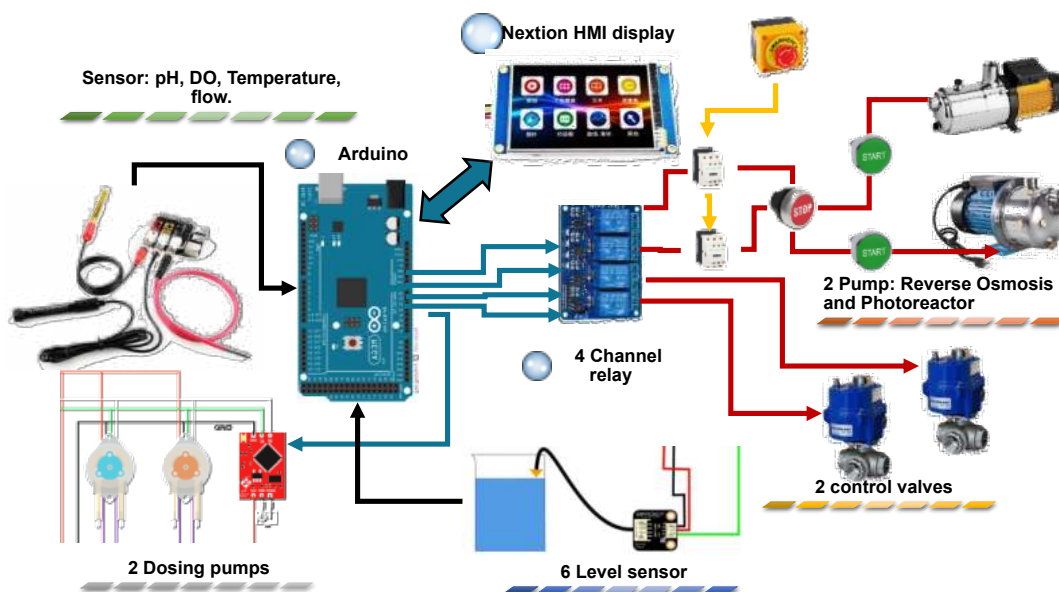 Nextion HMI display
Sensor: pH, DO, Temperature,
flow.
Arduino
START
STOP
START
2 Pump: Reverse Osmosis
and Photoreactor
4 Channel
relay
GND
2 control valves
2 Dosing pumps
6 Level sensor